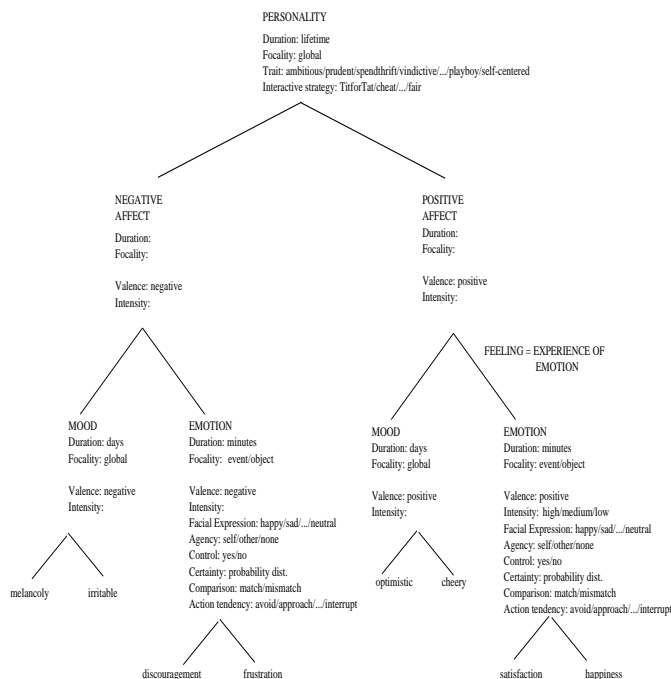 PERSONALITY
Duration: lifetime
Focality: global
Trait: ambitious/prudent/spendthrift/vindictive/.../playboy/self-centered
Interactive strategy: TitforTat/cheat/.../fair
NEGATIVE
AFFECT
Duration:
Focality:
Valence: negative
Intensity:
POSITIVE
AFFECT
Duration:
Focality:
Valence: positive
Intensity:
FEELING = EXPERIENCE OF
EMOTION
MOOD
Duration: days
Focality: global
Valence: negative
Intensity:
EMOTION
Duration: minutes
Focality: event/object
Valence: negative
Intensity:
Facial Expression: happy/sad/.../neutral
Agency: self/other/none
Control: yes/no
Certainty: probability dist.
Comparison: match/mismatch
Action tendency: avoid/approach/.../interrupt
MOOD
Duration: days
Focality: global
Valence: positive
Intensity:
EMOTION
Duration: minutes
Focality: event/object
Valence: positive
Intensity: high/medium/low
Facial Expression: happy/sad/.../neutral
Agency: self/other/none
Control: yes/no
Certainty: probability dist.
Comparison: match/mismatch
Action tendency: avoid/approach/.../interrupt
melancoly
irritable
optimistic
cheery
discouragement
frustration
satisfaction
happiness